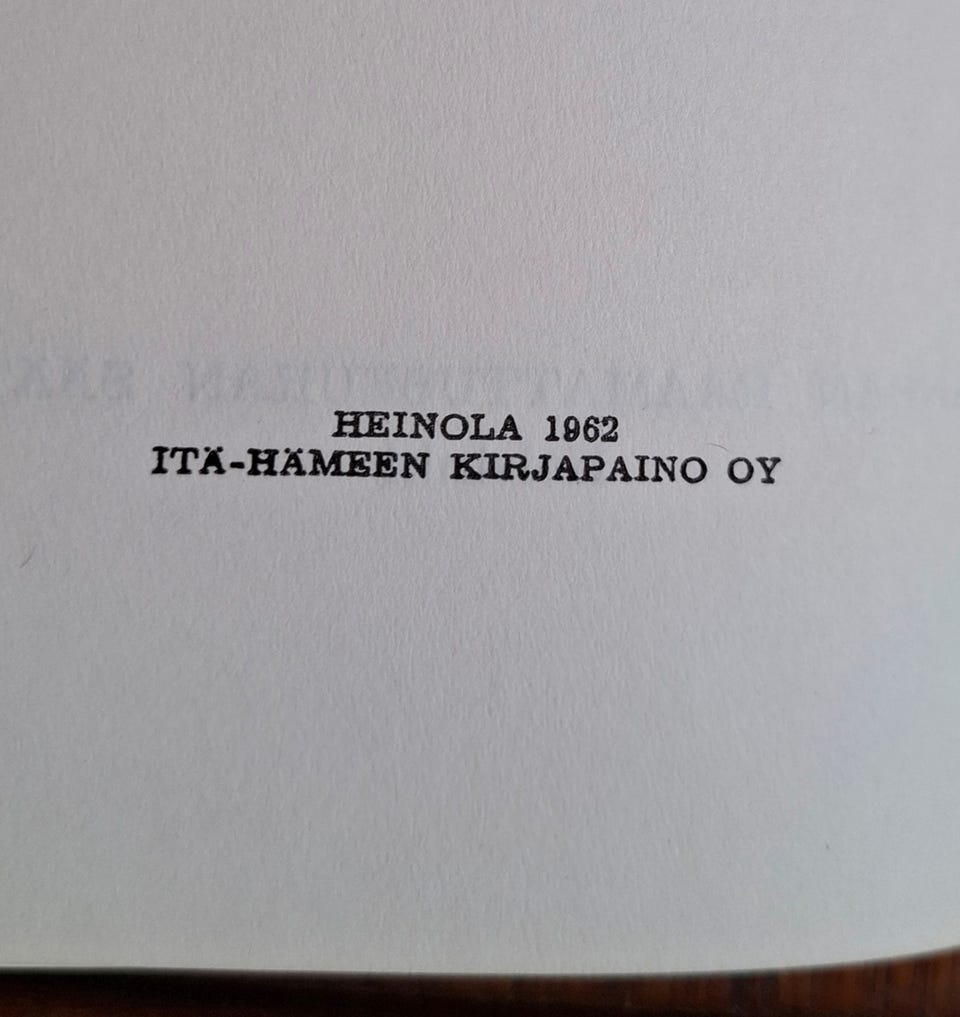 HEINOLA 1962
ITÄ-HÄMEEN KIRJAPAINO OY